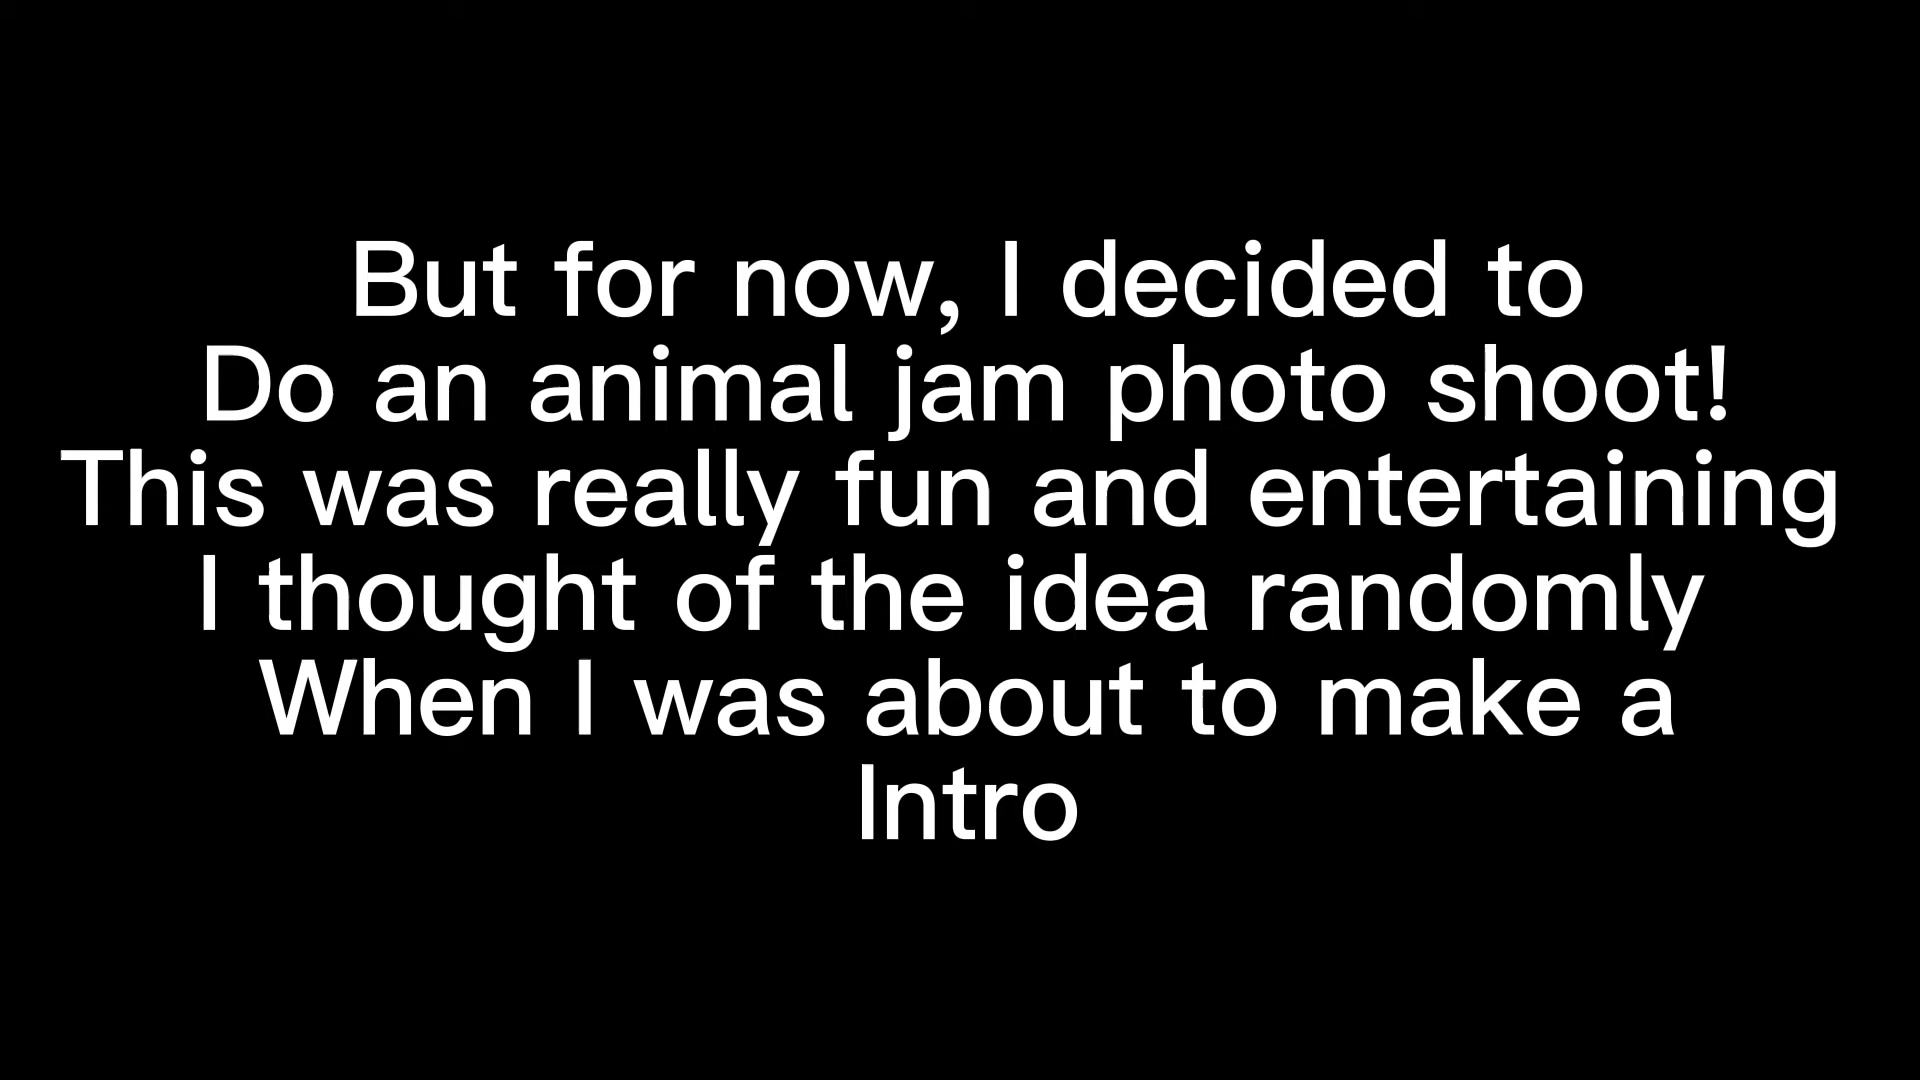 But for now, I decided to
Do an animal jam photo shoot!
This was really fun and entertaining
I thought of the idea randomly
When I was about to make a
Intro